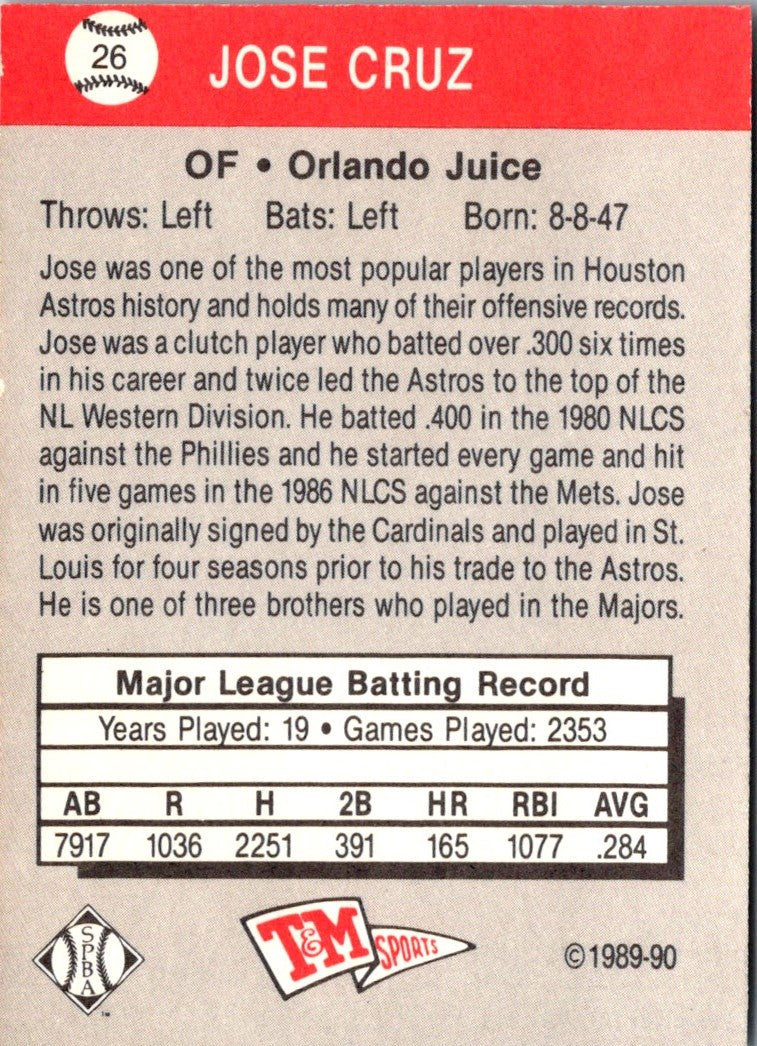 26
JOSE CRUZ
OF • Orlando Juice
Throws: Left Bats: Left Born: 8-8-47
Jose was one of the most popular players in Houston
Astros history and holds many of their offensive records.
Jose was a clutch player who batted over .300 six times
in his career and twice led the Astros to the top of the
NL Western Division. He batted .400 in the 1980 NLCS
against the Phillies and he started every game and hit
in five games in the 1986 NLCS against the Mets. Jose
was originally signed by the Cardinals and played in St.
Louis for four seasons prior to his trade to the Astros.
He is one of three brothers who played in the Majors.
Major League Batting Record
Years Played: 19 • Games Played: 2353
AB R H 2B HR RBI AVG
7917 1036 2251 391 165 1077 .284
SPBA ™
T&M SPORTS
© 1989-90